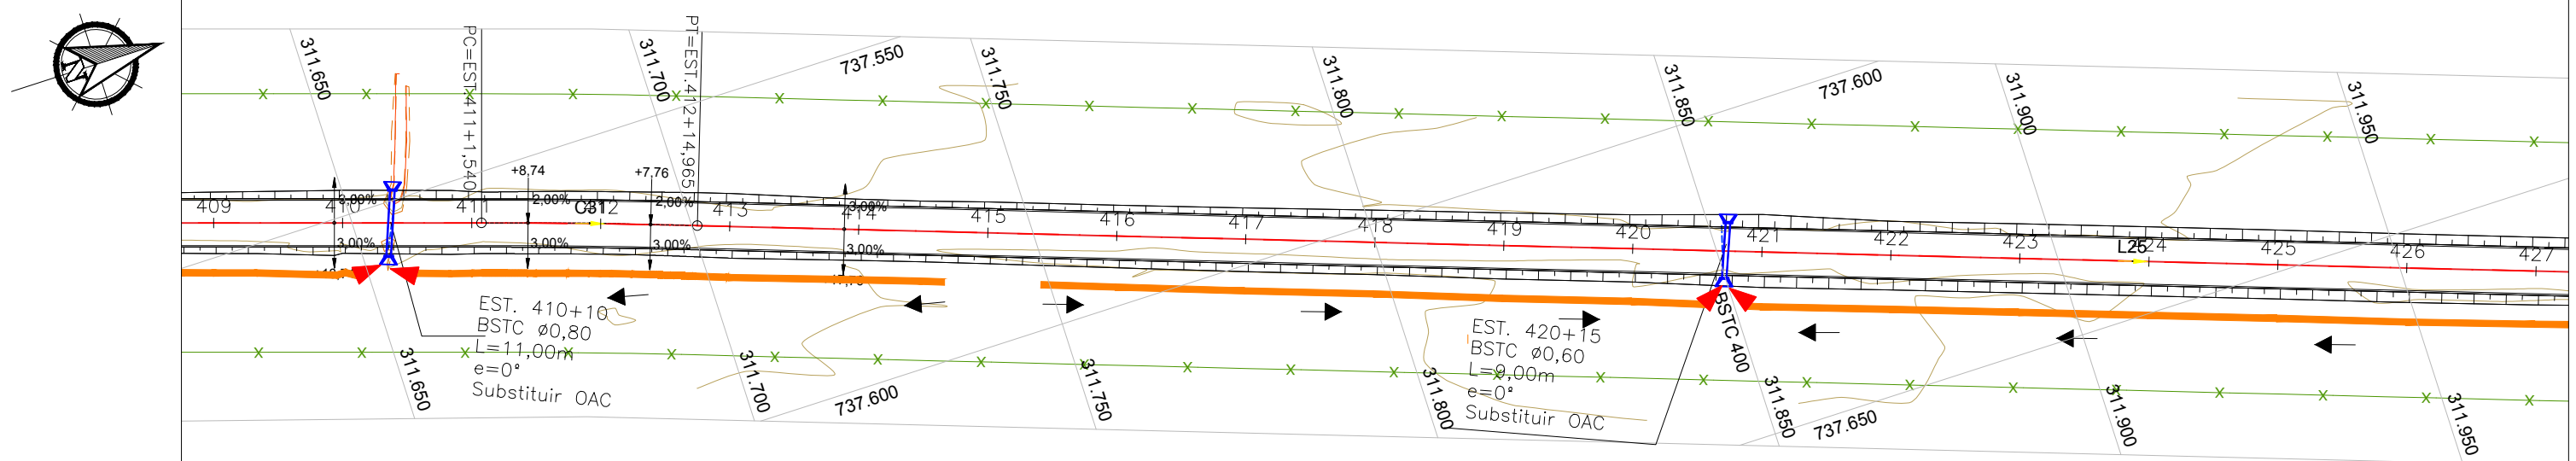 N
311.650
PC=EST.411+1,540
311.700
PT=EST.412+14,965
737.550
311.750
311.800
311.850
737.600
311.900
311.950
+8.74
+7.76
3,00%
2,00%
2,00%
3,00%
409
410
411
C31
412
413
414
415
416
417
418
419
420
421
422
423
L25
424
425
426
427
3,00%
3,00%
3,00%
3,00%
EST. 410+10
BSTC ø0,80
L=11,00m
e=0°
Substituir OAC
EST. 420+15
BSTC ø0,60
L=9,00m
e=0°
Substituir OAC
BSTC 400
311.650
311.700
737.600
311.750
311.800
311.850
737.650
311.900
311.950